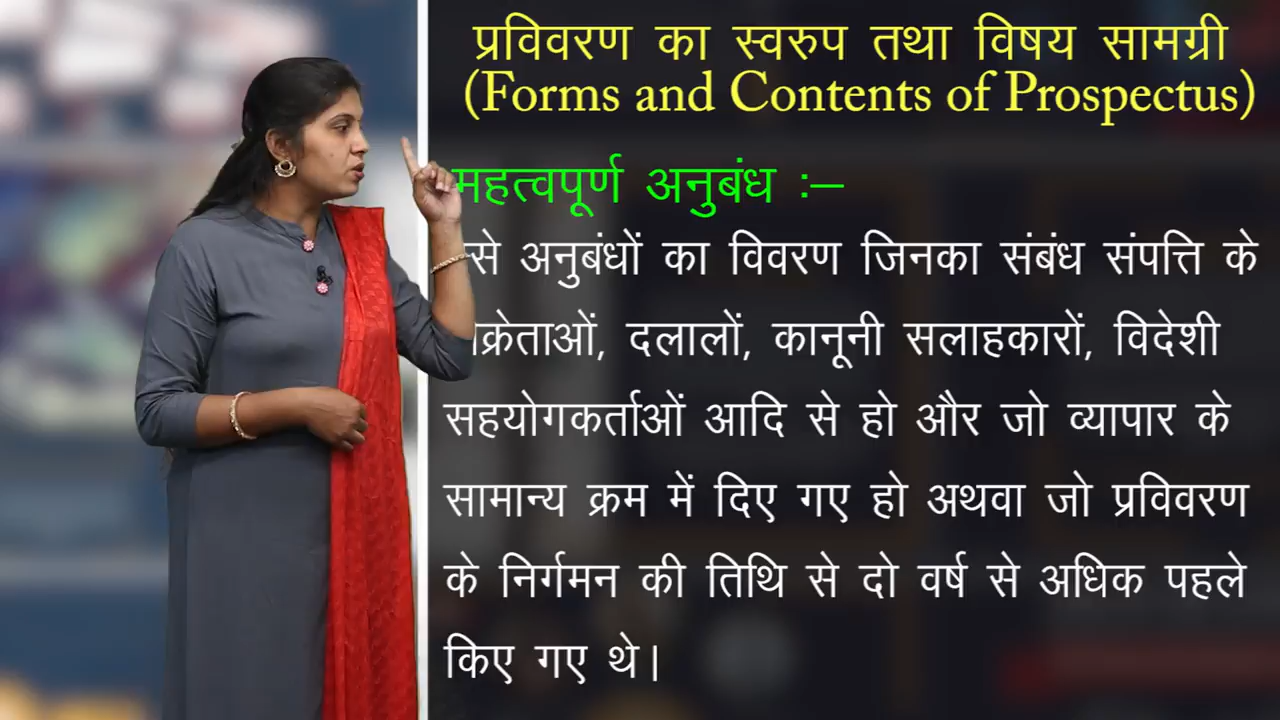 प्रविवरण का स्वरुप तथा विषय सामग्री
(Forms and Contents of Prospectus)
महत्वपूर्ण अनुबंध :–
से अनुबंधों का विवरण जिनका संबंध संपत्ति के
दलालों, कानूनी सलाहकारों, विदेशी
सहयोगकर्ताओं आदि से हो और जो व्यापार के
सामान्य क्रम में दिए गए हो अथवा जो प्रविवरण
के निर्गमन की तिथि से दो वर्ष से अधिक पहले
किए गए थे।